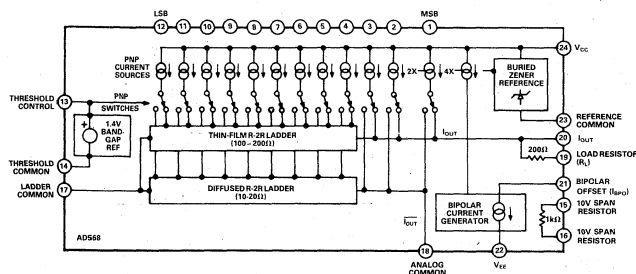 LSB MSB
12 11 10 9 8 7 6 5 4 3 2 1
24 VCC
PNP CURRENT SOURCES
2X 4X
BURIED ZENER REFERENCE
THRESHOLD CONTROL 13
PNP SWITCHES
1.4V BAND-GAP REF
+
23 REFERENCE COMMON
THIN-FILM R-2R LADDER
(100–200Ω)
IOUT
20 IOUT
200Ω
19 LOAD RESISTOR (RL)
THRESHOLD COMMON 14
LADDER COMMON 17
DIFFUSED R-2R LADDER
(10-20Ω)
21 BIPOLAR OFFSET (IBPO)
BIPOLAR CURRENT GENERATOR
15 10V SPAN RESISTOR
1kΩ
16 10V SPAN RESISTOR
IOUT
AD568
18 22
ANALOG COMMON
VEE